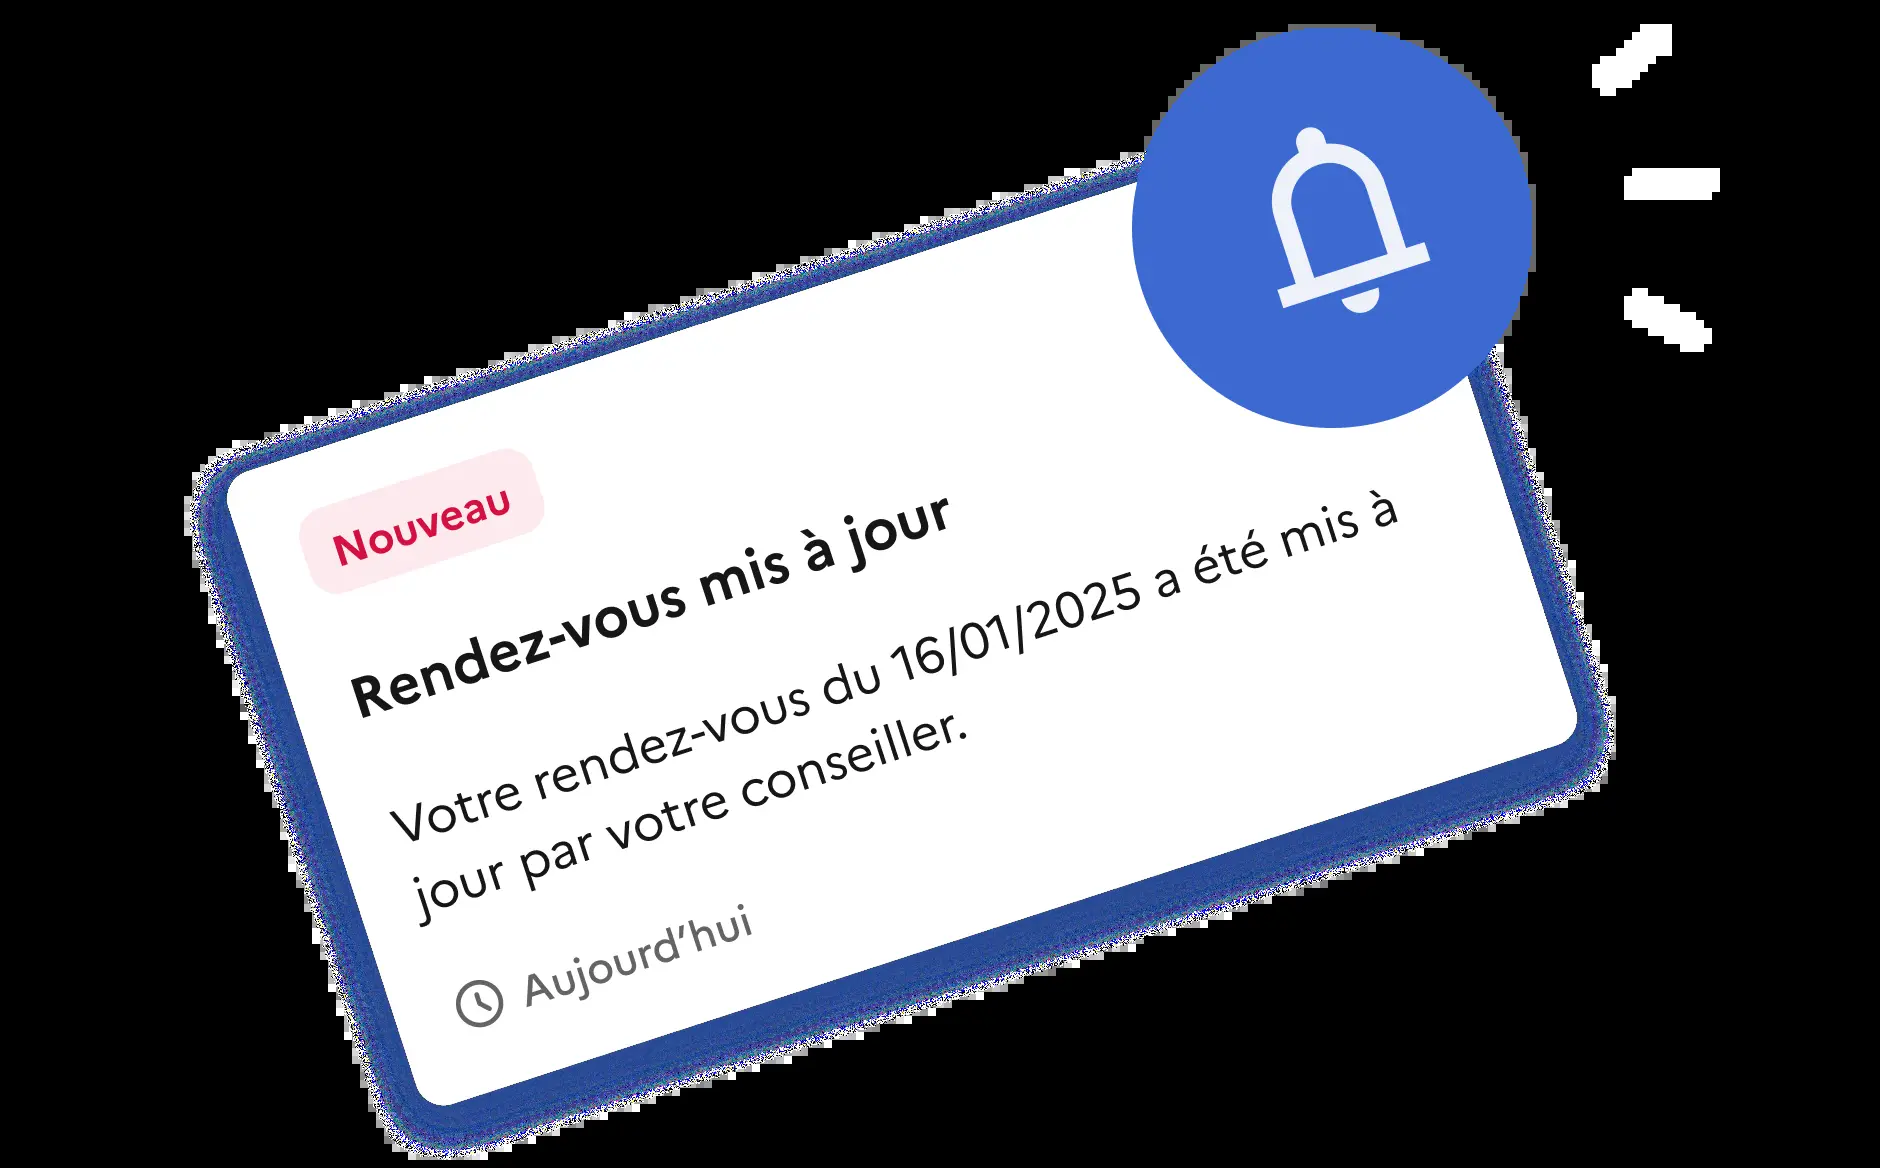 Nouveau
Rendez-vous mis à jour
Votre rendez-vous du 16/01/2025 a été mis à
jour par votre conseiller.
Aujourd’hui